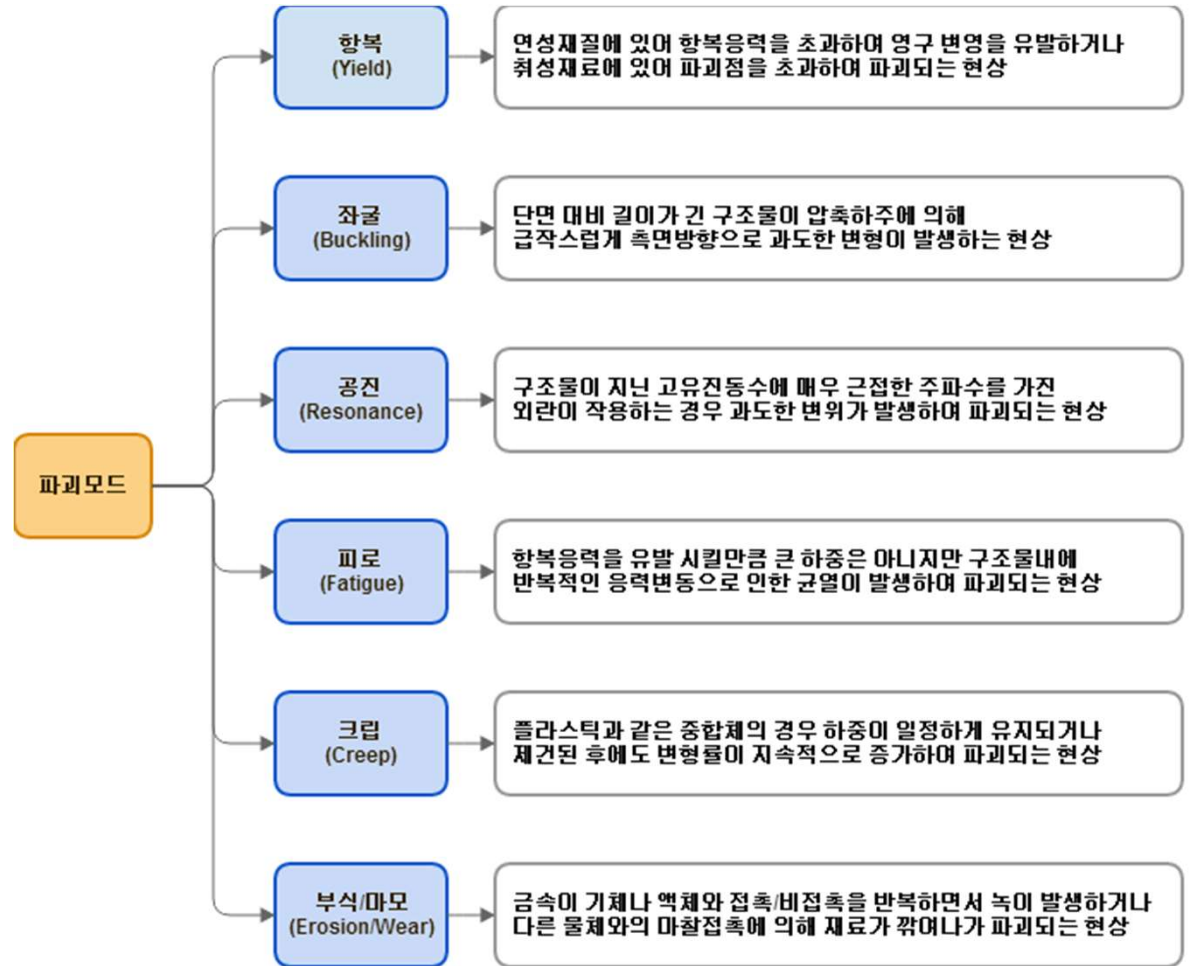 항복
(Yield)
연성재질에 있어 항복응력을 초과하여 영구 변영을 유발하거나
취성재료에 있어 파괴점을 초과하여 파괴되는 현상
좌굴
(Buckling)
단면 대비 길이가 긴 구조물이 압축하주에 의해
급작스럽게 측면방향으로 과도한 변형이 발생하는 현상
공진
(Resonance)
구조물이 지닌 고유진동수에 매우 근접한 주파수를 가진
외란이 작용하는 경우 과도한 변위가 발생하여 파괴되는 현상
파괴모드
피로
(Fatigue)
항복응력을 유발 시킬만큼 큰 하중은 아니지만 구조물내에
반복적인 응력변동으로 인한 균열이 발생하여 파괴되는 현상
크립
(Creep)
플라스틱과 같은 중합체의 경우 하중이 일정하게 유지되거나
제건된 후에도 변형률이 지속적으로 증가하여 파괴되는 현상
부식/마모
(Erosion/Wear)
금속이 기체나 액체와 접촉/비접촉을 반복하면서 녹이 발생하거나
다른 물체와의 마찰접촉에 의해 재료가 깎여나가 파괴되는 현상